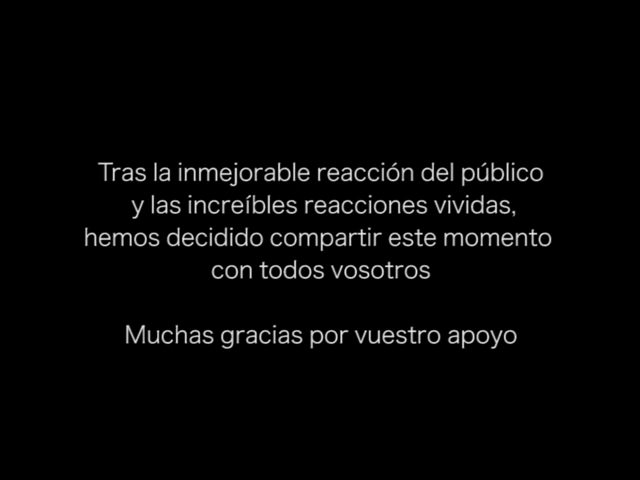 Tras la inmejorable reacción del público
y las increíbles reacciones vividas,
hemos decidido compartir este momento
con todos vosotros
Muchas gracias por vuestro apoyo